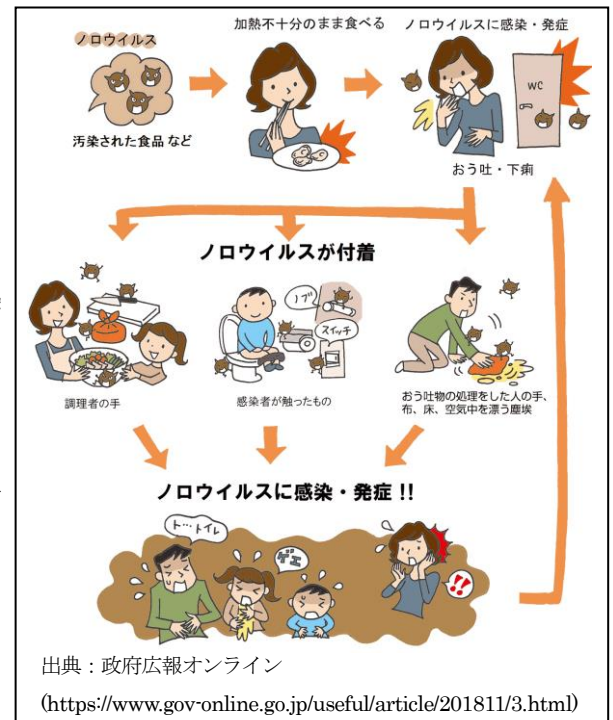 加熱不十分のまま食べる
ノロウイルスに感染・発症
ノロウイルス
汚染された食品 など
WC
おう吐・下痢
ノロウイルスが付着
ノブ
スイッチ
調理者の手
感染者が触ったもの
おう吐物の処理をした人の手、
布、床、空気中を漂う塵埃
ノロウイルスに感染・発症 !!
ト…トイレ
ゲエ
!!
出典：政府広報オンライン
(https://www.gov-online.go.jp/useful/article/201811/3.html)